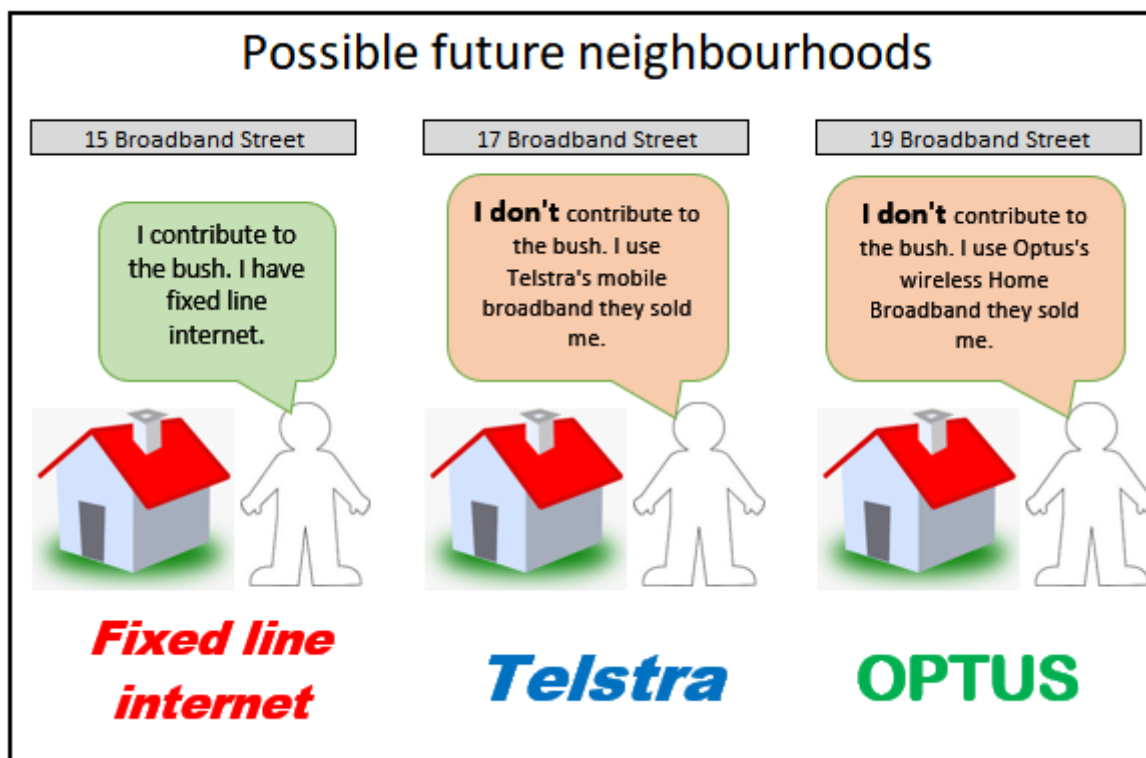 Possible future neighbourhoods
15 Broadband Street
I contribute to
the bush. I have
fixed line
internet.
Fixed line
internet
17 Broadband Street
I don't contribute to
the bush. I use
Telstra's mobile
broadband they sold
me.
Telstra
19 Broadband Street
I don't contribute to
the bush. I use Optus's
wireless Home
Broadband they sold
me.
OPTUS